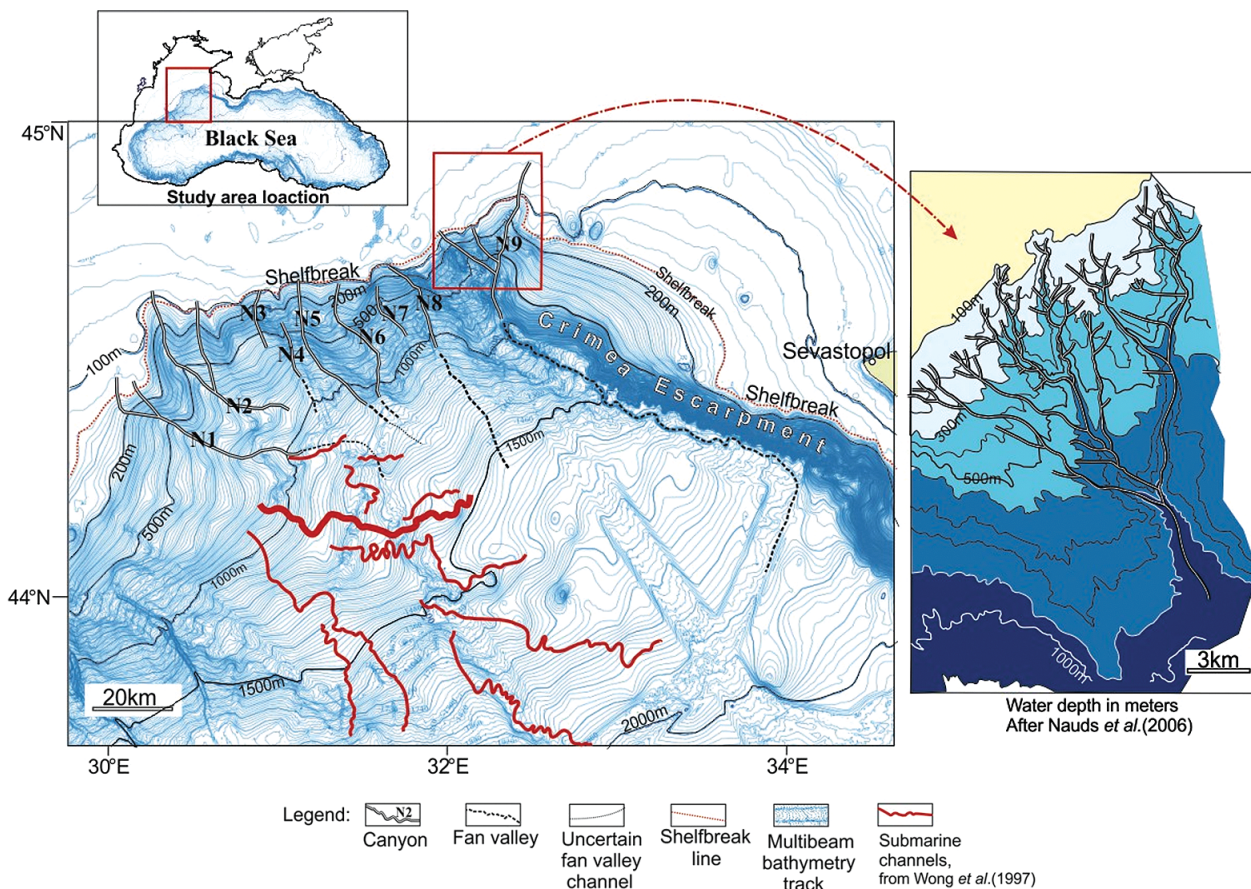 Black Sea
Study area loaction
45°N
44°N
30°E
32°E
34°E
Shelfbreak
200m
500m
1000m
100m
N1
N2
N3
N4
N5
N6
N7
N8
N9
Shelfbreak
200m
Sevastopol
Shelfbreak
Crimea Escarpment
1500m
200m
500m
1000m
1500m
2000m
20km
100m
300m
500m
1000m
3km
Water depth in meters
After Nauds et al.(2006)
Legend:
N2
Canyon
Fan valley
Uncertain
fan valley
channel
Shelfbreak
line
Multibeam
bathymetry
track
Submarine
channels,
from Wong et al.(1997)